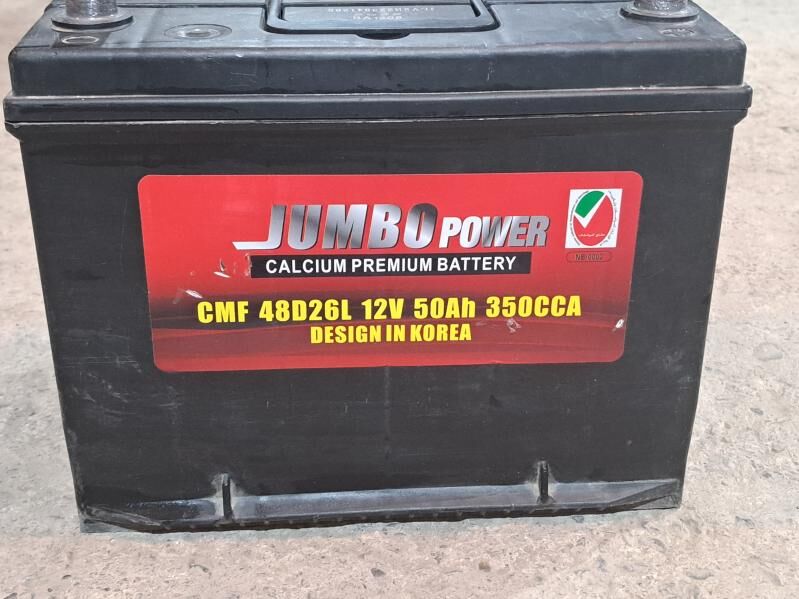 JUMBO POWER
CALCIUM PREMIUM BATTERY
CMF 48D26L 12V 50Ah 350CCA
DESIGN IN KOREA